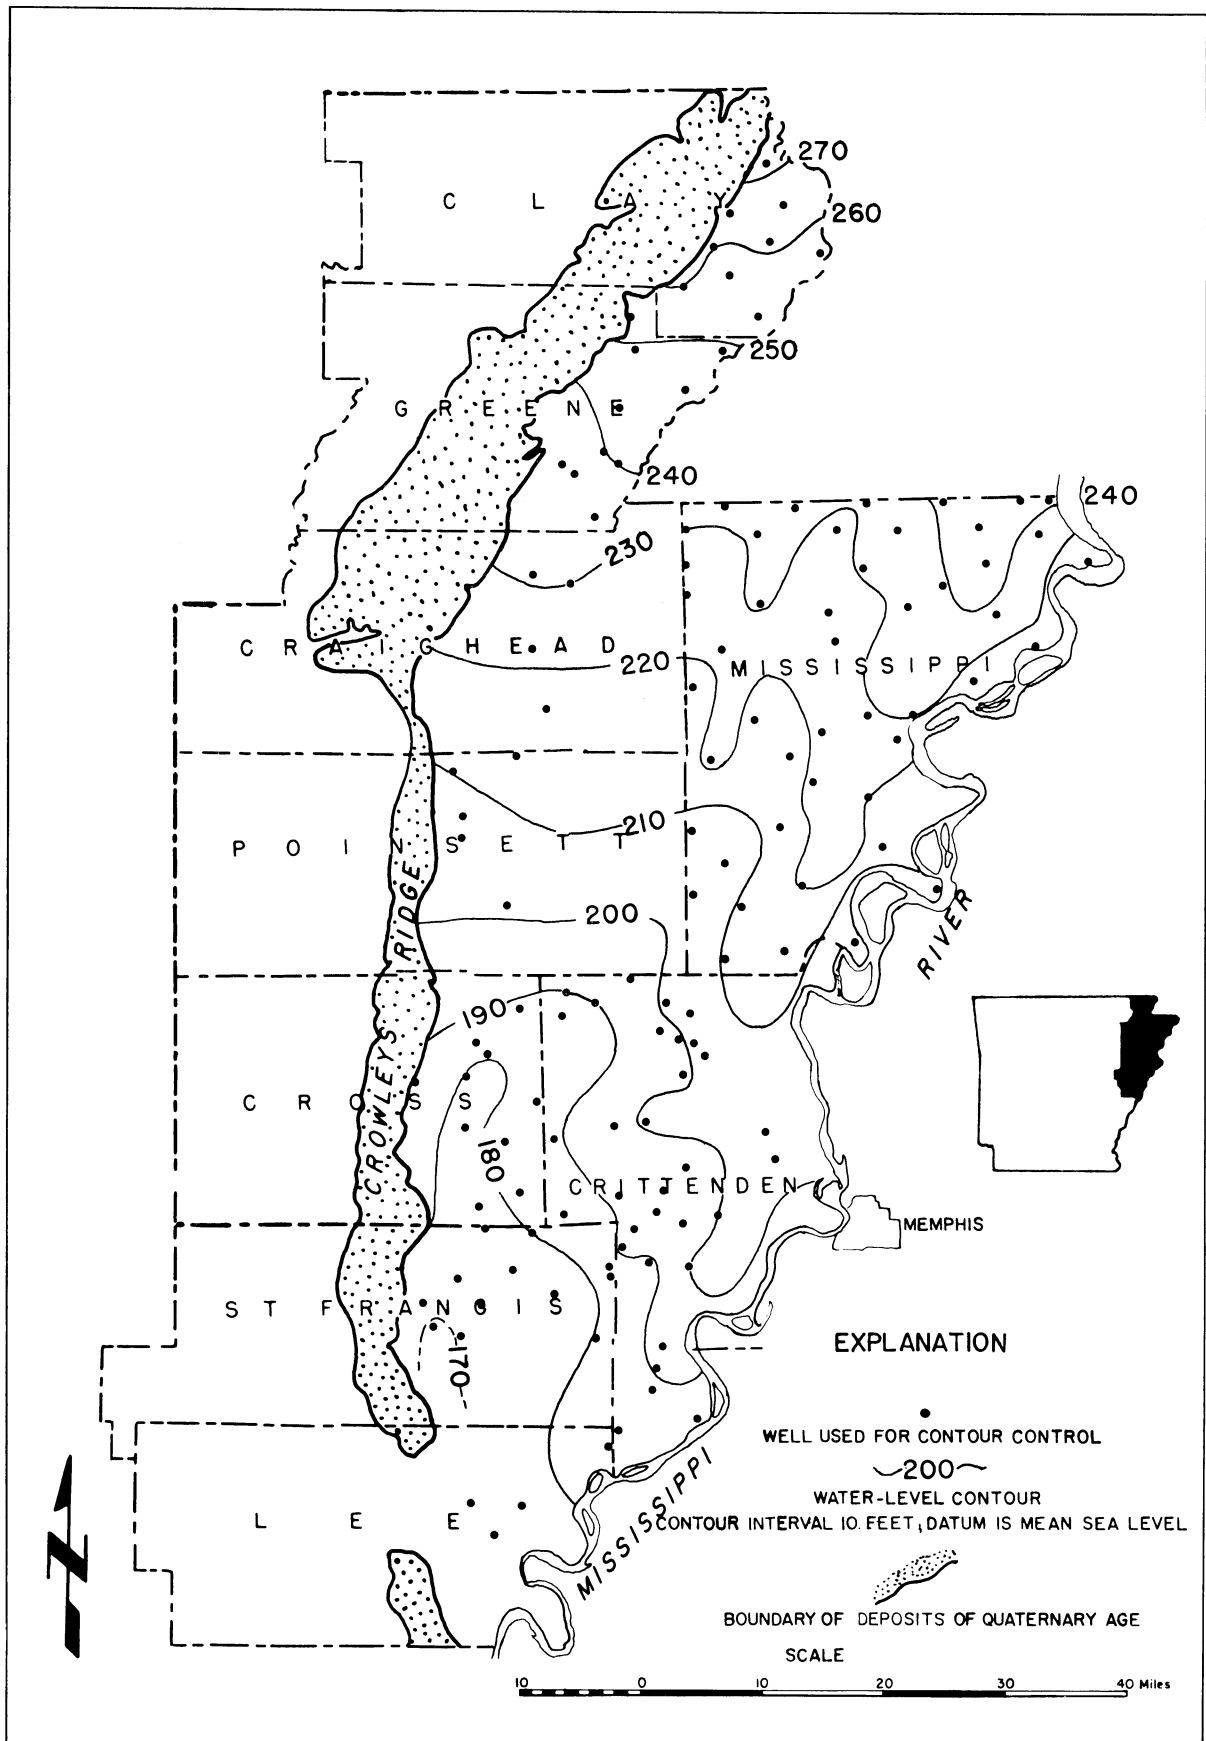 270
C L A Y
260
250
G R E E N E
240
240
230
C R A I G H E A D
220
M I S S I S S I P P I
210
P O I N S E T T
RIDGE
200
RIVER
190
CROWLEYS
C R O S S
180
C R I T T E N D E N
MEMPHIS
S T F R A N C I S
170
EXPLANATION
WELL USED FOR CONTOUR CONTROL
200
WATER-LEVEL CONTOUR
CONTOUR INTERVAL 10. FEET; DATUM IS MEAN SEA LEVEL
MISSISSIPPI
L E E
N
BOUNDARY OF DEPOSITS OF QUATERNARY AGE
SCALE
10 0 10 20 30 40 Miles